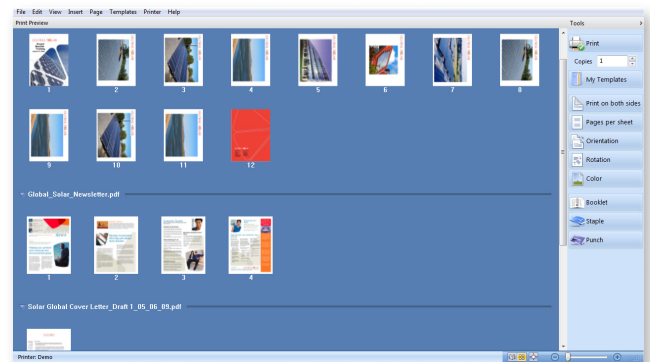 File Edit View Insert Page Templates Printer Help
Print Preview
Tools
Print
Copies 1
My Templates
Print on both sides
Pages per sheet
Orientation
Rotation
Color
Booklet
Staple
Punch
1 2 3 4 5 6 7 8
9 10 11 12
Global_Solar_Newsletter.pdf
1 2 3 4
Solar Global Cover Letter_Draft 1_05_06_09.pdf
Printer: Demo